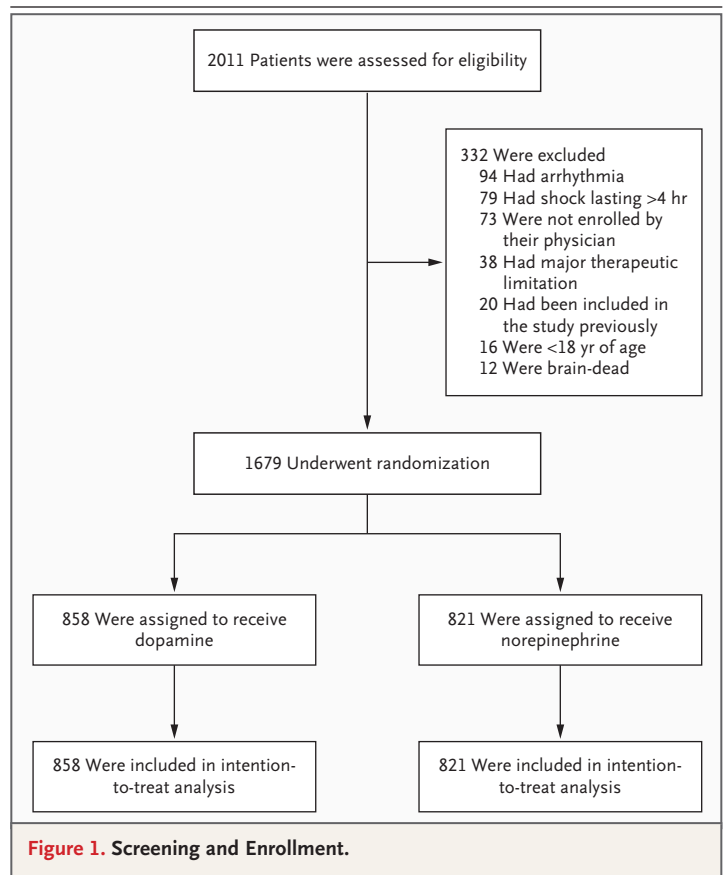 2011 Patients were assessed for eligibility
332 Were excluded
94 Had arrhythmia
79 Had shock lasting >4 hr
73 Were not enrolled by
their physician
38 Had major therapeutic
limitation
20 Had been included in
the study previously
16 Were <18 yr of age
12 Were brain-dead
1679 Underwent randomization
858 Were assigned to receive
dopamine
821 Were assigned to receive
norepinephrine
858 Were included in intention-
to-treat analysis
821 Were included in intention-
to-treat analysis
Figure 1. Screening and Enrollment.